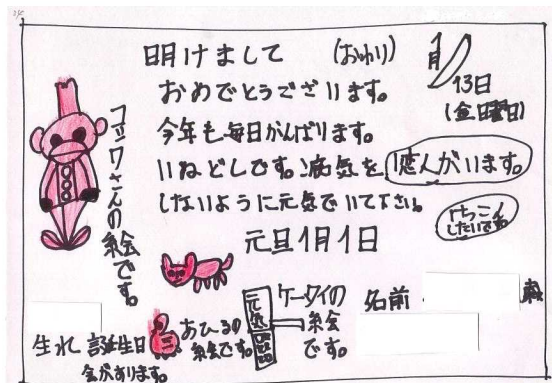 明けまして (おわり)
おめでとうございます。
今年も毎日がんばります。
いぬどしです。病気を
しないように元気でいて下さい。
元旦1月1日
1月
13日
(金曜日)
恋人がいます。
けっこん
したいです。
コックさんの絵です。
あひるの
絵です。
元気
ケータイの
絵
です。
名前
生れ 誕生日
会があります。